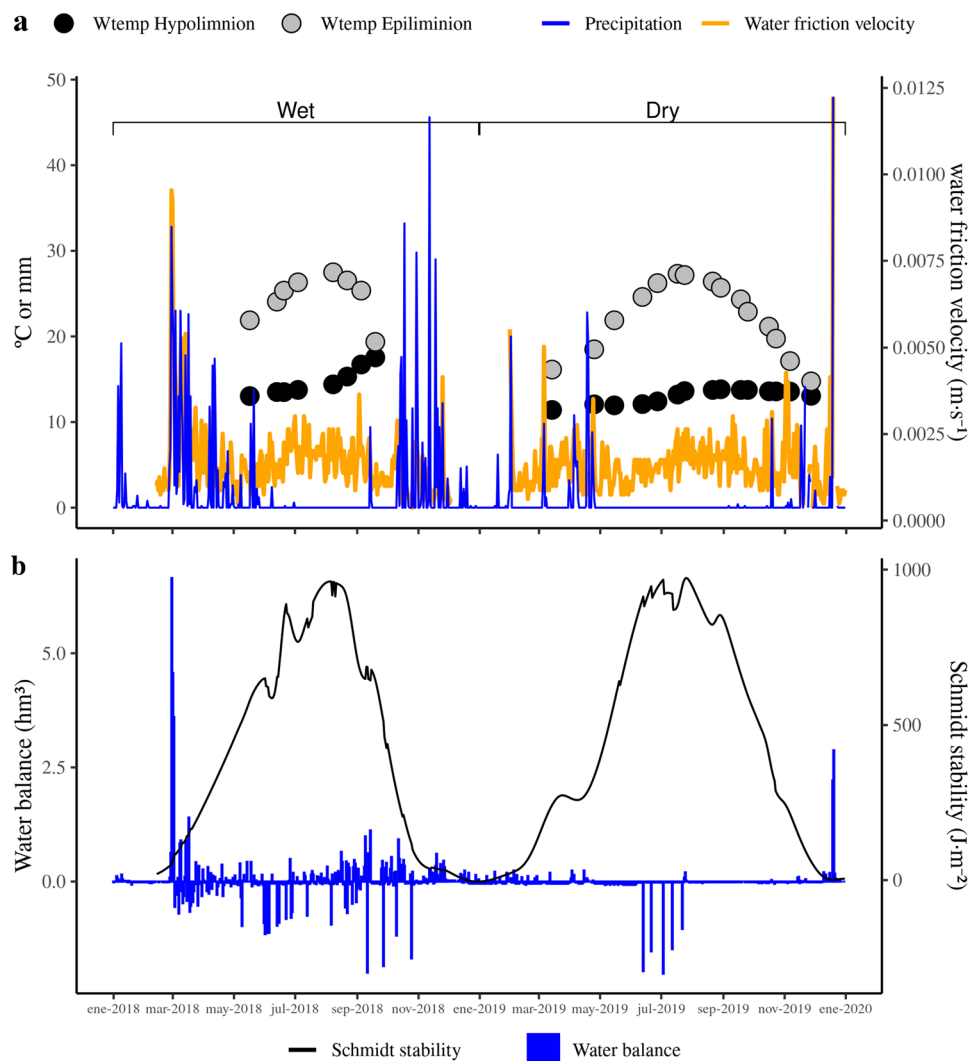 a Wtemp Hypolimnion Wtemp Epiliminion Precipitation Water friction velocity
Wet Dry
ºC or mm
50
40
30
20
10
0
0.0125
0.0100
0.0075
0.0050
0.0025
0.0000
water friction
velocity (m·s⁻¹)
b
Water balance (hm³)
5.0
2.5
0.0
1000
500
0
Schmidt
stability (J·m⁻²)
ene-2018 mar-2018 may-2018 jul-2018 sep-2018 nov-2018 ene-2019 mar-2019 may-2019 jul-2019 sep-2019 nov-2019 ene-2020
Schmidt stability Water balance